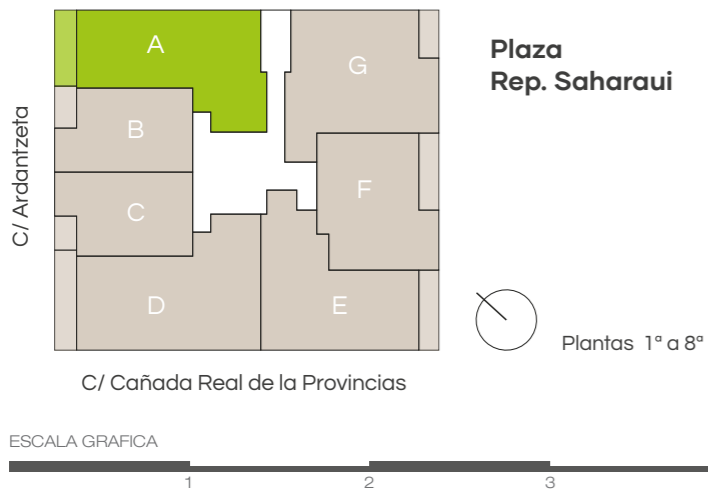 A
G
Plaza
Rep. Saharaui
C/ Ardantzeta
B
F
C
D
E
Plantas 1ª a 8ª
C/ Cañada Real de la Provincias
ESCALA GRAFICA
1 2 3